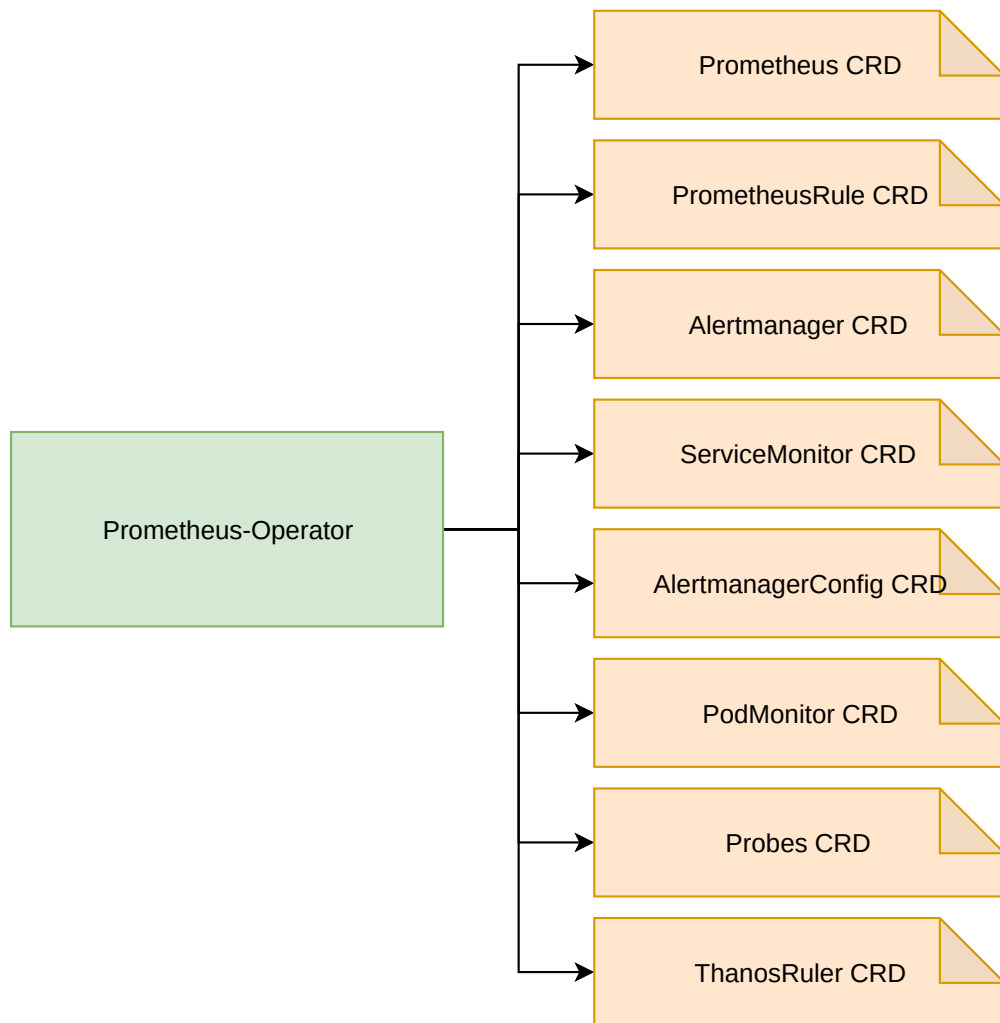 Prometheus CRD
PrometheusRule CRD
Alertmanager CRD
ServiceMonitor CRD
Prometheus-Operator
AlertmanagerConfig CRD
PodMonitor CRD
Probes CRD
ThanosRuler CRD